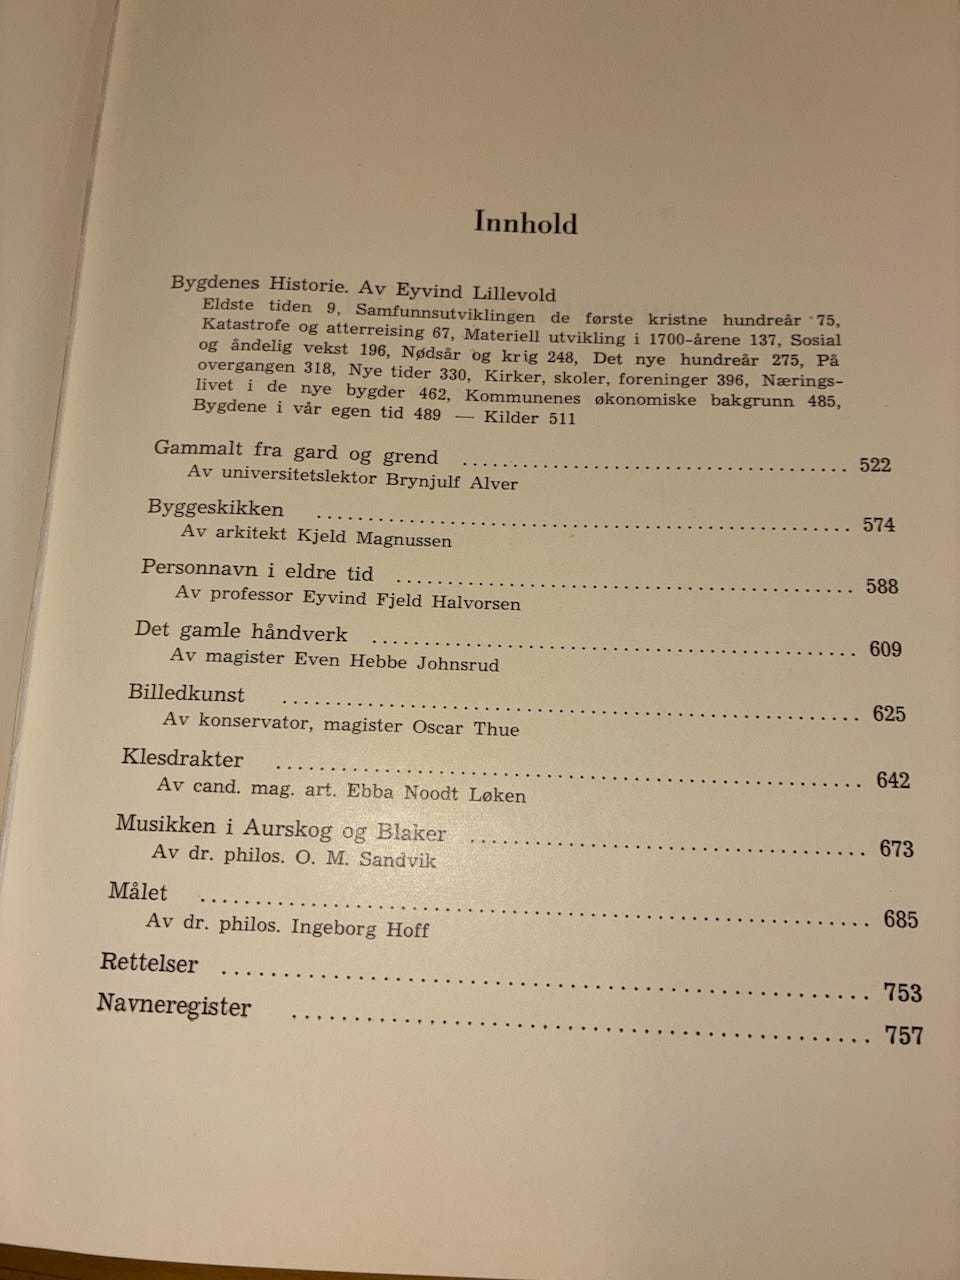 Innhold
Bygdenes Historie. Av Eyvind Lillevold
Eldste tiden 9, Samfunnsutviklingen de første kristne hundreår 75,
Katastrofe og atterreising 67, Materiell utvikling i 1700-årene 137, Sosial
og åndelig vekst 196, Nødsår og krig 248, Det nye hundreår 275, På
overgangen 318, Nye tider 330, Kirker, skoler, foreninger 396, Nærings-
livet i de nye bygder 462, Kommunenes økonomiske bakgrunn 485,
Bygdene i vår egen tid 489 — Kilder 511
Gammalt fra gard og grend ........................................ 522
Av universitetslektor Brynjulf Alver
Byggeskikken ........................................ 574
Av arkitekt Kjeld Magnussen
Personnavn i eldre tid ........................................ 588
Av professor Eyvind Fjeld Halvorsen
Det gamle håndverk ........................................ 609
Av magister Even Hebbe Johnsrud
Billedkunst ........................................ 625
Av konservator, magister Oscar Thue
Klesdrakter ........................................ 642
Av cand. mag. art. Ebba Noodt Løken
Musikken i Aurskog og Blaker ........................................ 673
Av dr. philos. O. M. Sandvik
Målet ........................................ 685
Av dr. philos. Ingeborg Hoff
Rettelser ........................................ 753
Navneregister ........................................ 757